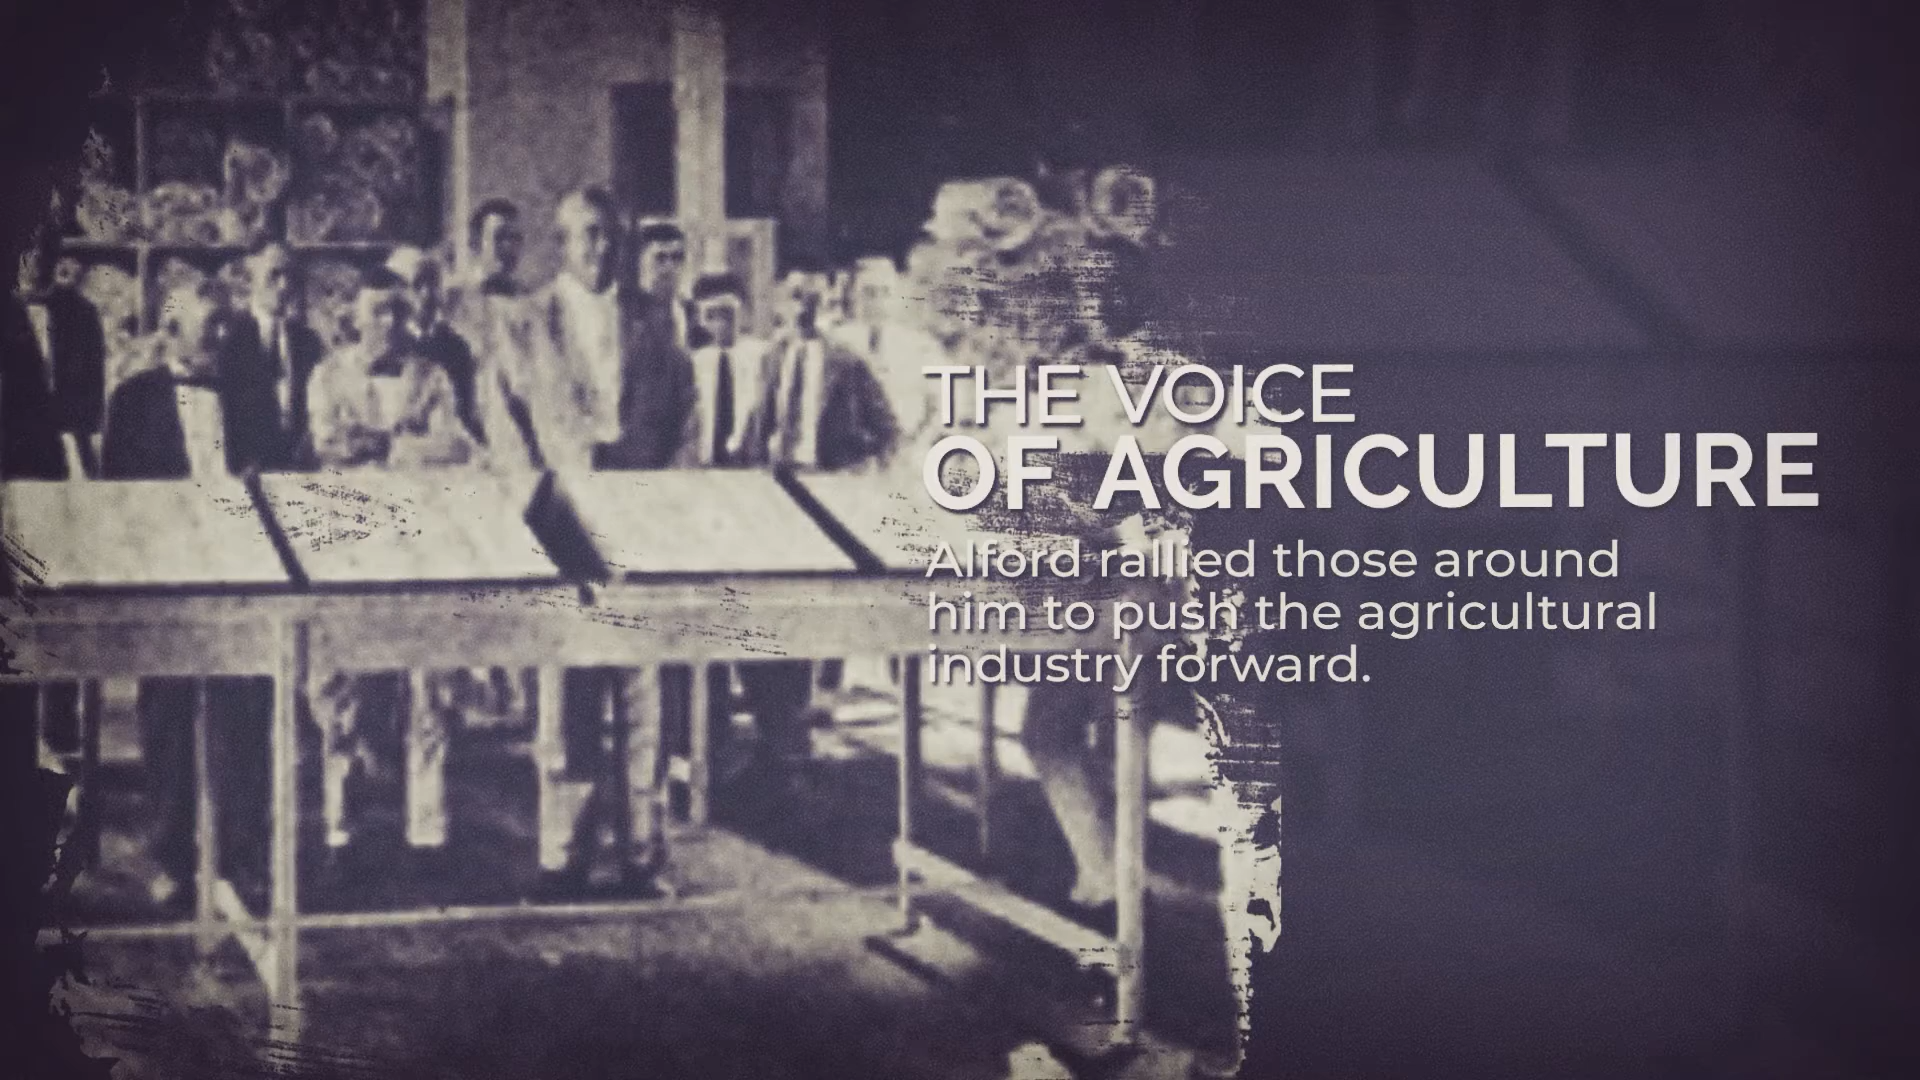 THE VOICE
OF AGRICULTURE
Alford rallied those around
him to push the agricultural
industry forward.